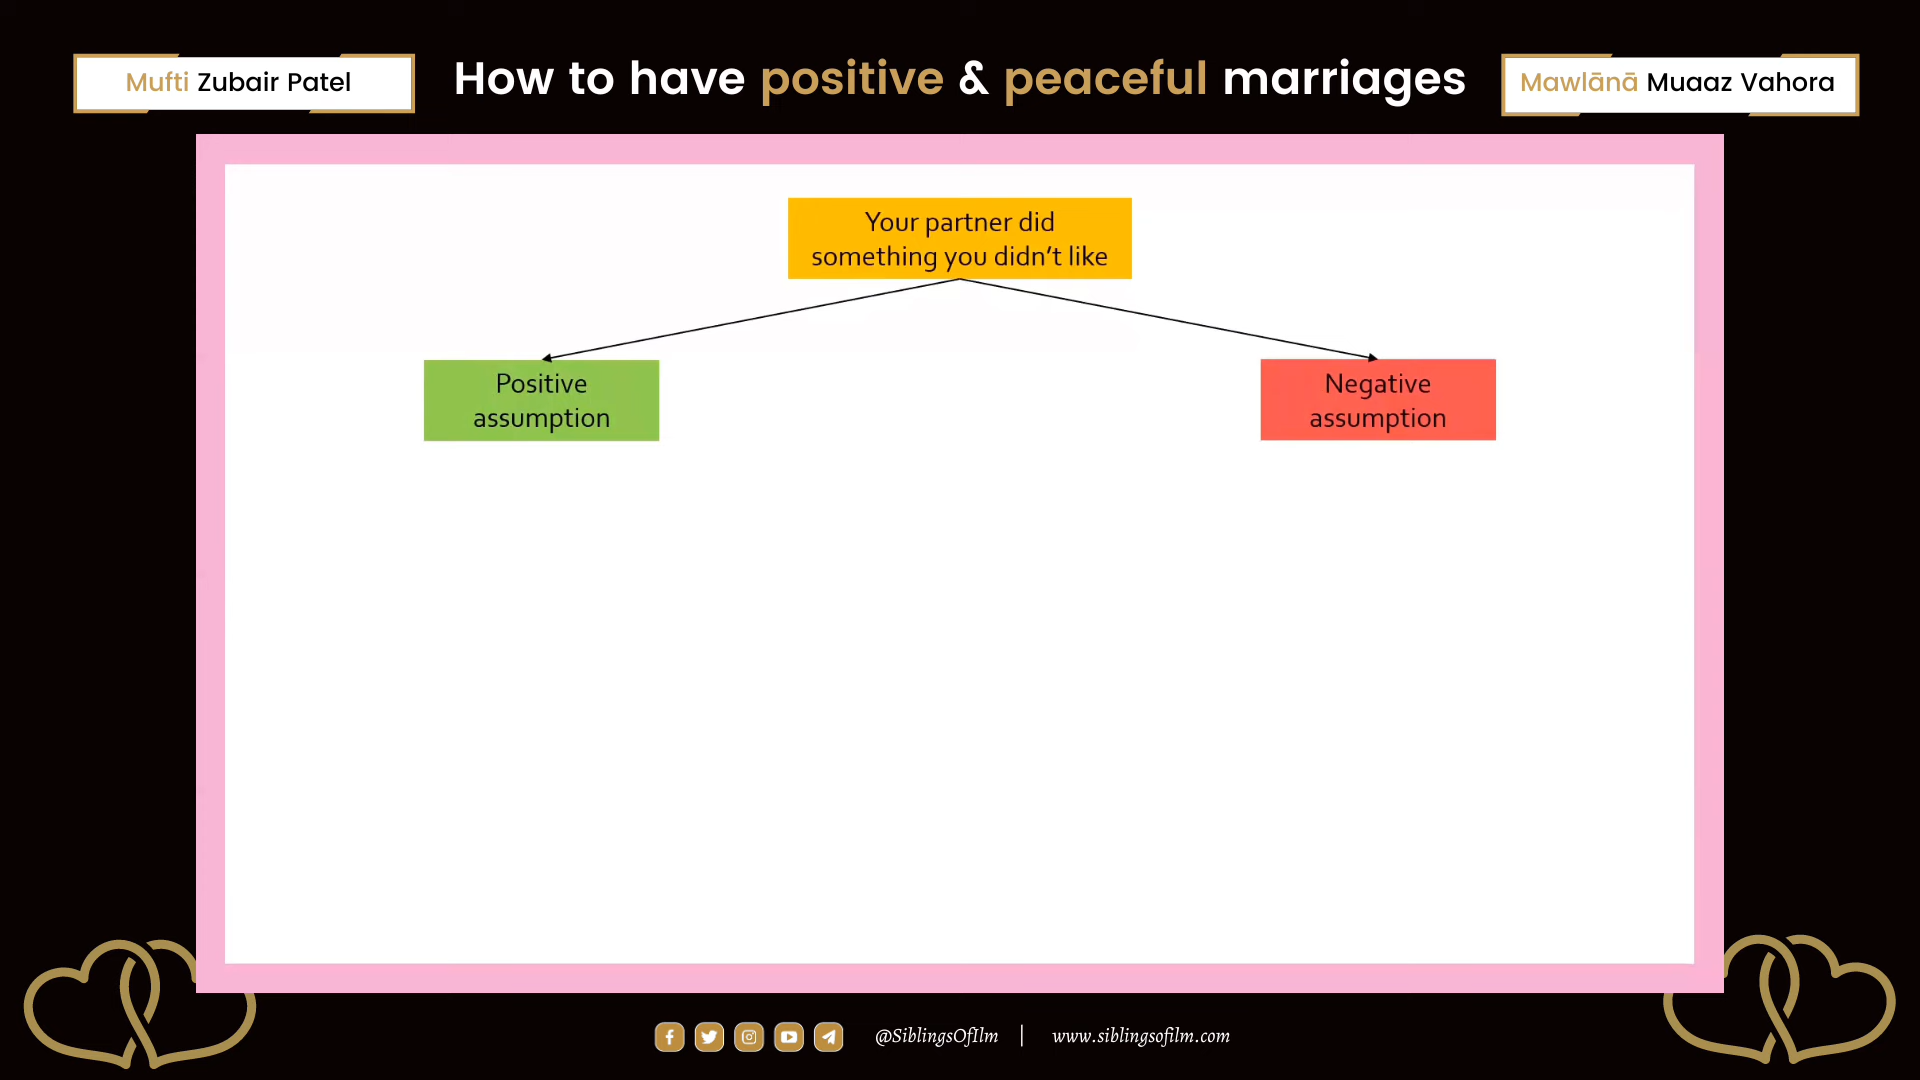 Mufti Zubair Patel
How to have positive & peaceful marriages
Mawlānā Muaaz Vahora
Your partner did
something you didn't like
Positive
assumption
Negative
assumption
@SiblingsOfIlm | www.siblingsofilm.com